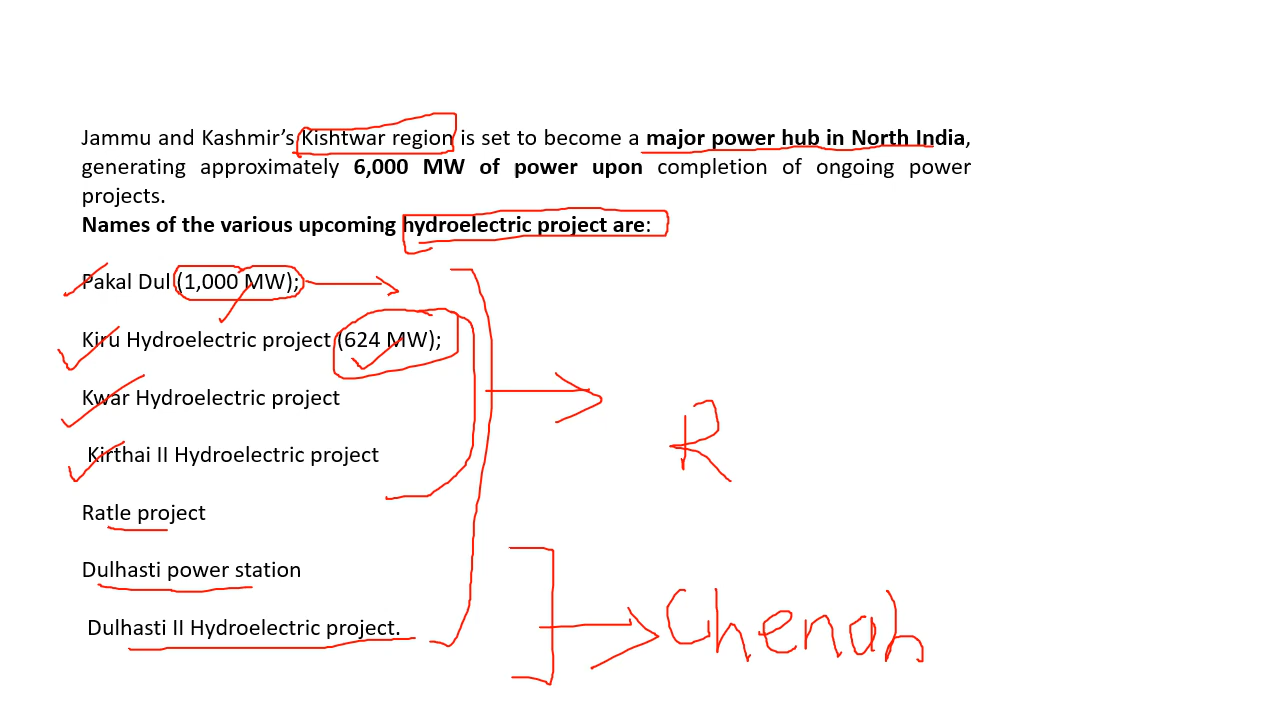 Jammu and Kashmir’s Kishtwar region is set to become a major power hub in North India,
generating approximately 6,000 MW of power upon completion of ongoing power
projects.
Names of the various upcoming hydroelectric project are:
Pakal Dul (1,000 MW);
Kiru Hydroelectric project (624 MW);
Kwar Hydroelectric project
Kirthai II Hydroelectric project
R
Ratle project
Dulhasti power station
Dulhasti II Hydroelectric project.
Chenab